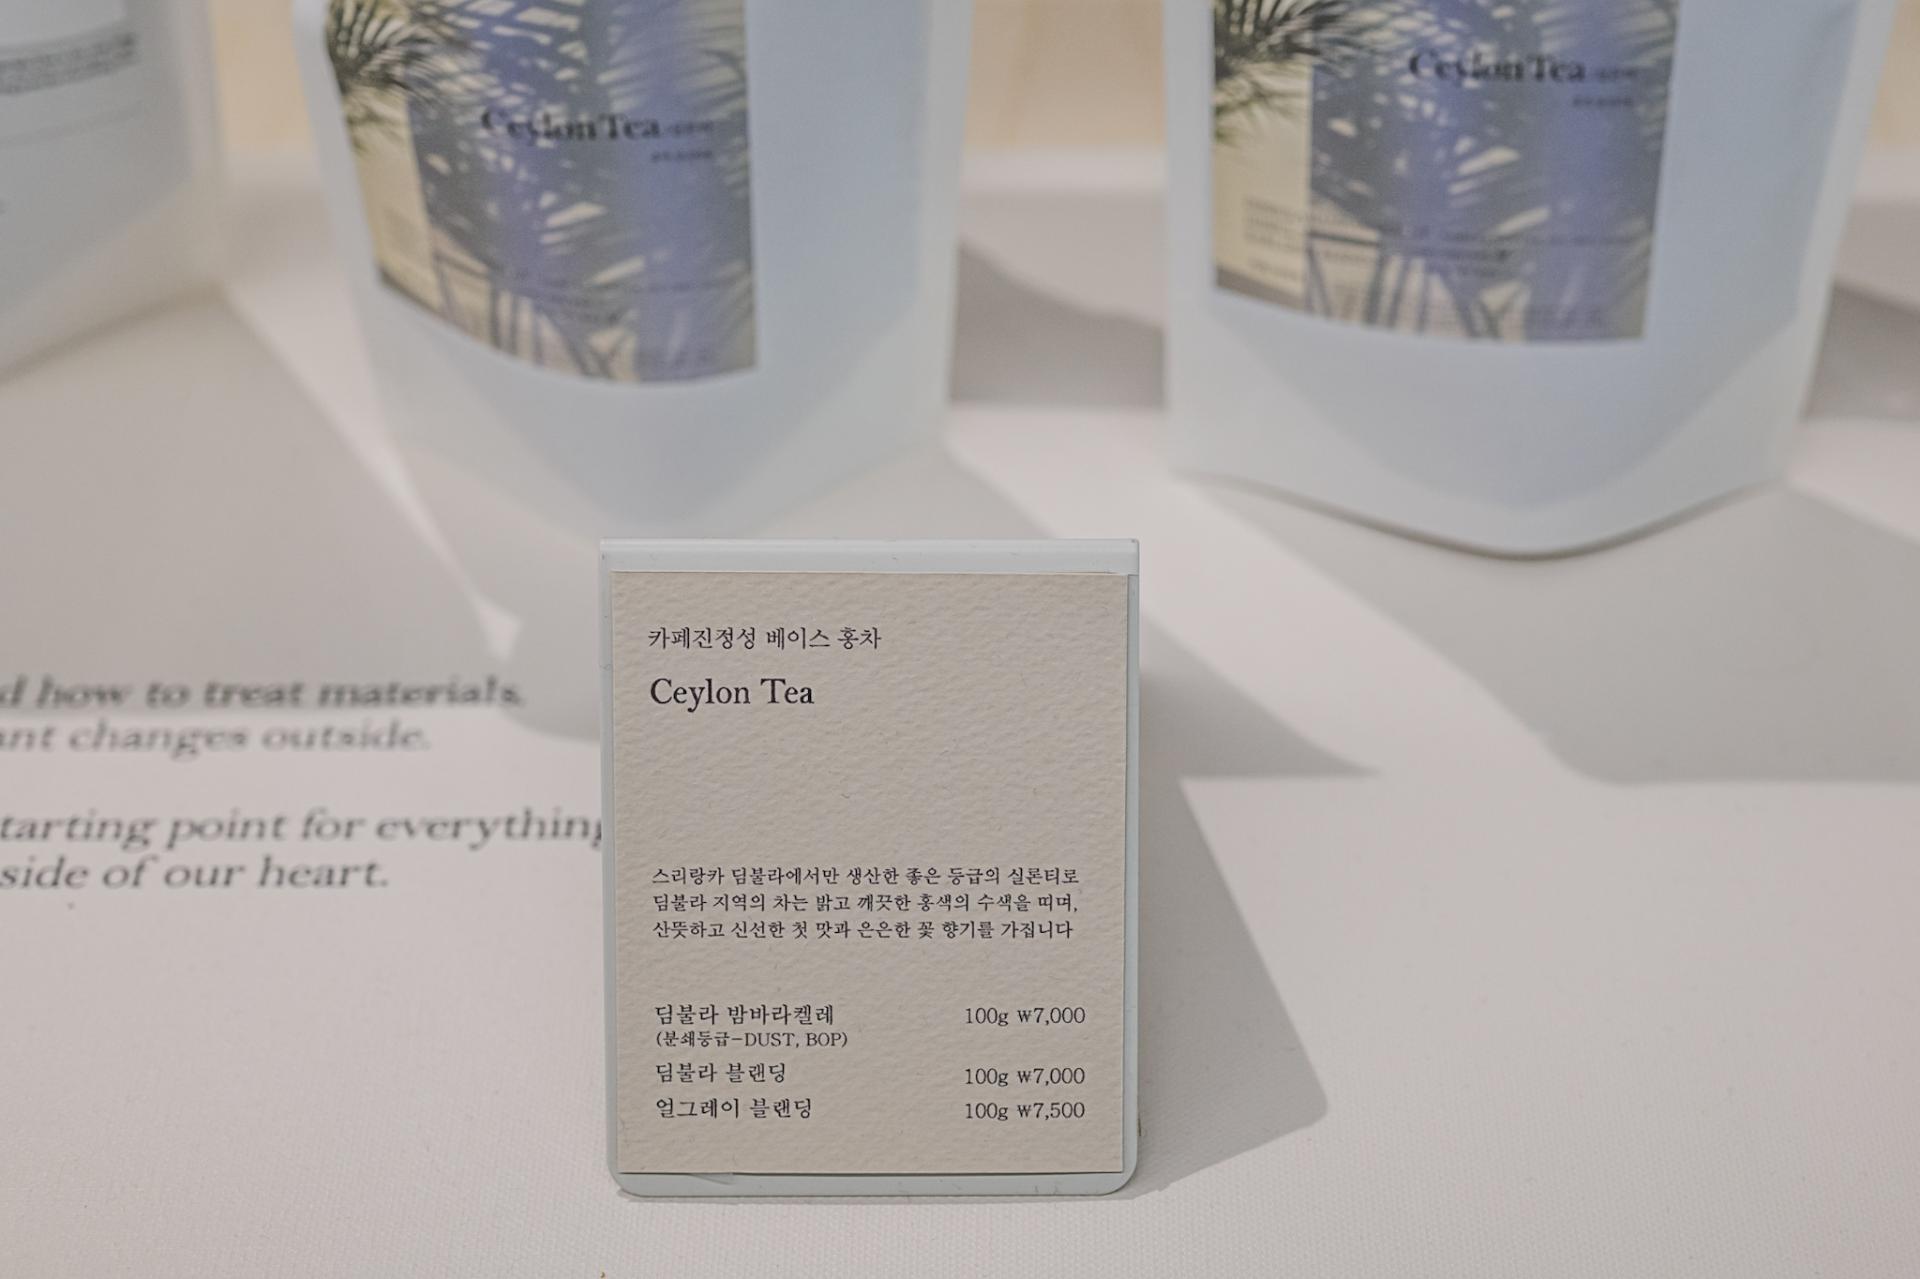 Ceylon Tea
Ceylon Tea
d how to treat materials,
ant changes outside.
tarting point for everything
side of our heart.
카페진정성 베이스 홍차
Ceylon Tea
스리랑카 딤불라에서만 생산한 좋은 등급의 실론티로
딤불라 지역의 차는 밝고 깨끗한 홍색의 수색을 띠며,
산뜻하고 신선한 첫 맛과 은은한 꽃 향기를 가집니다
딤불라 밤바라켈레 100g ₩7,000
(분쇄등급-DUST, BOP)
딤불라 블랜딩 100g ₩7,000
얼그레이 블랜딩 100g ₩7,500